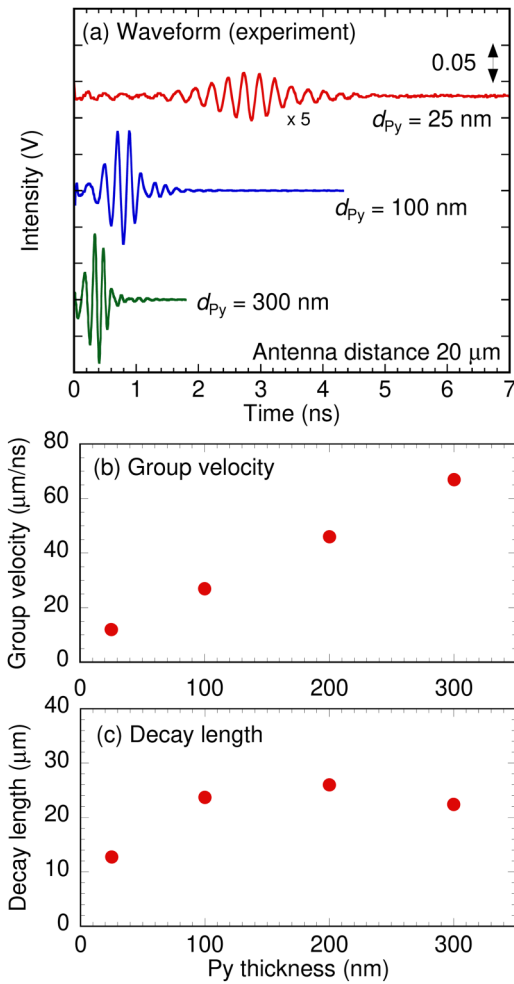 (a) Waveform (experiment)
0.05
x 5
dPy = 25 nm
dPy = 100 nm
dPy = 300 nm
Antenna distance 20 μm
Intensity (V)
0 1 2 3 4 5 6 7
Time (ns)
80
60
40
20
0
(b) Group velocity
Group velocity (μm/ns)
0 100 200 300
40
30
20
10
0
(c) Decay length
Decay length (μm)
0 100 200 300
Py thickness (nm)